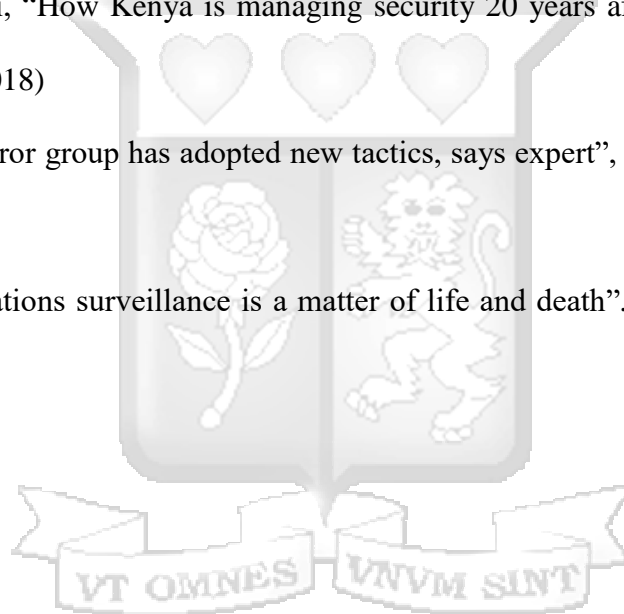 i, “How Kenya is managing security 20 years af
018)
ror group has adopted new tactics, says expert”,
ations surveillance is a matter of life and death”.
VT OMNES VNVM SINT